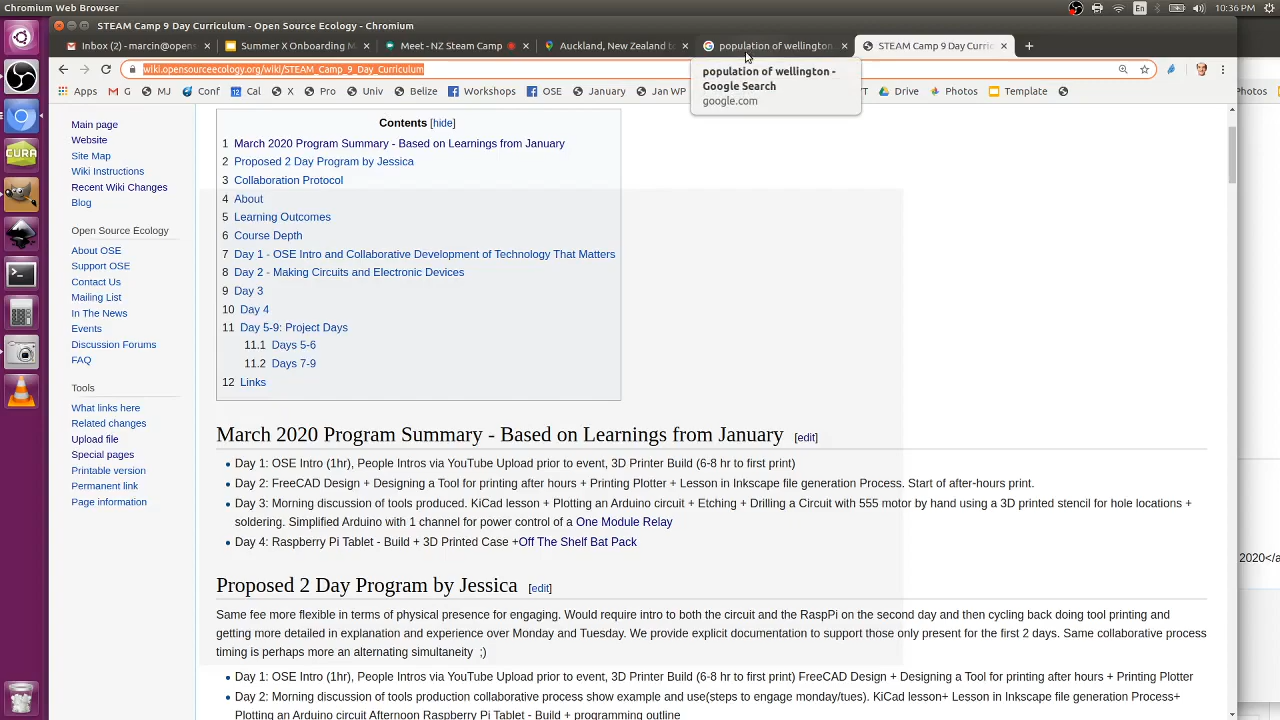 Chromium Web Browser
En
10:36 PM
STEAM Camp 9 Day Curriculum - Open Source Ecology - Chromium
Inbox (2) - marcin@opens
Summer X Onboarding M
Meet - NZ Steam Camp
Auckland, New Zealand to
population of wellington
STEAM Camp 9 Day Curric
wiki.opensourceecology.org/wiki/STEAM_Camp_9_Day_Curriculum
population of wellington -
Google Search
google.com
Apps
G
MJ
Conf
Cal
X
Pro
Univ
Belize
Workshops
OSE
January
Jan WP
Drive
Photos
Template
Photos
Main page
Website
Site Map
Wiki Instructions
Recent Wiki Changes
Blog
Open Source Ecology
About OSE
Support OSE
Contact Us
Mailing List
In The News
Events
Discussion Forums
FAQ
Tools
What links here
Related changes
Upload file
Special pages
Printable version
Permanent link
Page information
CURA
Contents [hide]
1 March 2020 Program Summary - Based on Learnings from January
2 Proposed 2 Day Program by Jessica
3 Collaboration Protocol
4 About
5 Learning Outcomes
6 Course Depth
7 Day 1 - OSE Intro and Collaborative Development of Technology That Matters
8 Day 2 - Making Circuits and Electronic Devices
9 Day 3
10 Day 4
11 Day 5-9: Project Days
11.1 Days 5-6
11.2 Days 7-9
12 Links
March 2020 Program Summary - Based on Learnings from January [edit]
Day 1: OSE Intro (1hr), People Intros via YouTube Upload prior to event, 3D Printer Build (6-8 hr to first print)
Day 2: FreeCAD Design + Designing a Tool for printing after hours + Printing Plotter + Lesson in Inkscape file generation Process. Start of after-hours print.
Day 3: Morning discussion of tools produced. KiCad lesson + Plotting an Arduino circuit + Etching + Drilling a Circuit with 555 motor by hand using a 3D printed stencil for hole locations +
soldering. Simplified Arduino with 1 channel for power control of a One Module Relay
Day 4: Raspberry Pi Tablet - Build + 3D Printed Case +Off The Shelf Bat Pack
2020</a
Proposed 2 Day Program by Jessica [edit]
Same fee more flexible in terms of physical presence for engaging. Would require intro to both the circuit and the RaspPi on the second day and then cycling back doing tool printing and
getting more detailed in explanation and experience over Monday and Tuesday. We provide explicit documentation to support those only present for the first 2 days. Same collaborative process
timing is perhaps more an alternating simultaneity ;)
Day 1: OSE Intro (1hr), People Intros via YouTube Upload prior to event, 3D Printer Build (6-8 hr to first print) FreeCAD Design + Designing a Tool for printing after hours + Printing Plotter
Day 2: Morning discussion of tools production collaborative process show example and uses(steps to engage monday/tues). KiCad lesson+ Lesson in Inkscape file generation Process+
Plotting an Arduino circuit Afternoon Raspberry Pi Tablet - Build + programming outline